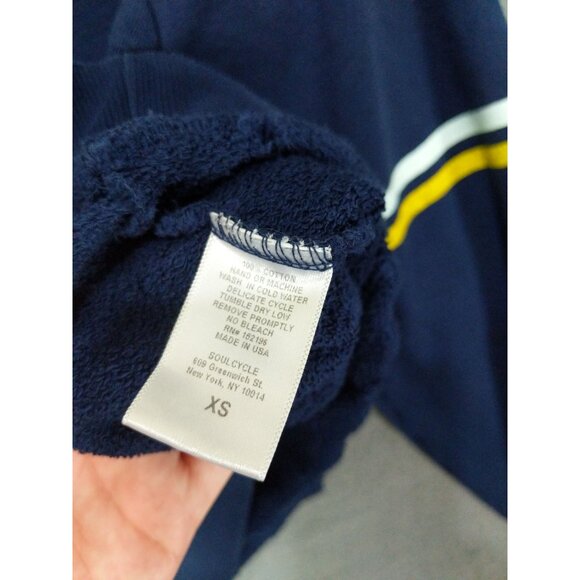 100% COTTON
HAND OR MACHINE
WASH IN COLD WATER
DELICATE CYCLE
TUMBLE DRY LOW
REMOVE PROMPTLY
NO BLEACH
RN# 162196
MADE IN USA
SOULCYCLE
609 Greenwich St.
New York, NY 10014
XS